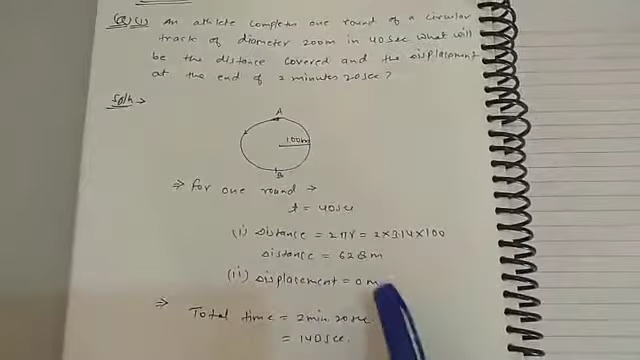 Q(1) An athlete completes one round of a circular
track of diameter 200m in 40sec what will
be the distance covered and the displacement
at the end of 2 minutes 20sec?
Soln →
A
100m
B
⇒ for one round →
t = 40sec
(i) Distance = 2πr = 2×3.14×100
Distance = 628m
(ii) Displacement = 0 m
⇒
Total time = 2min. 20sec.
= 140sec.